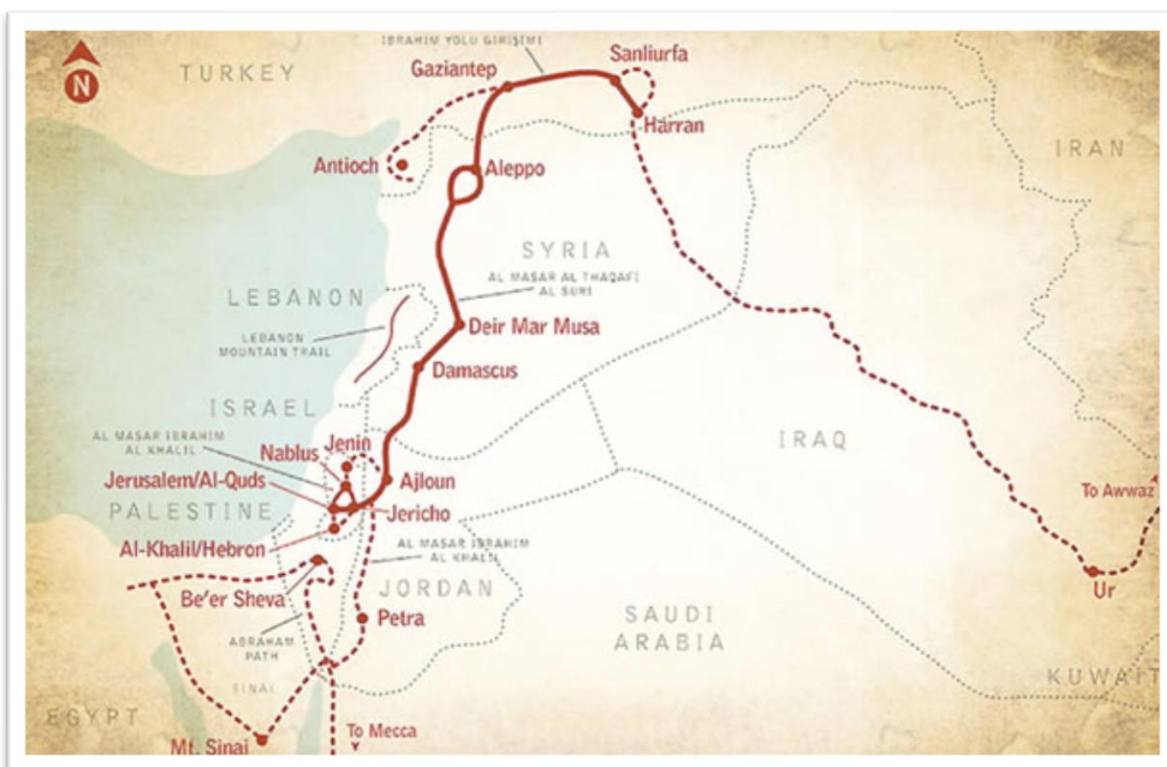 IBRAHIM YOLU GIRIŞIMI
Sanliurfa
TURKEY
Gaziantep
N
Harran
IRAN
Antioch
Aleppo
SYRIA
AL MASAR AL THAQAFI
AL SURI
LEBANON
Deir Mar Musa
LEBANON
MOUNTAIN TRAIL
Damascus
ISRAEL
AL MASAR IBRAHIM
AL KHALIL
Jenin
Nablus
IRAQ
Jerusalem/Al-Quds
Ajloun
To Awwaz
PALESTINE
Jericho
Al-Khalil/Hebron
AL MASAR IBRAHIM
AL KHALIL
Be'er Sheva
JORDAN
Ur
Petra
SAUDI
ARABIA
ABRAHAM
PATH
SINAI
KUWAIT
EGYPT
To Mecca
Mt. Sinai